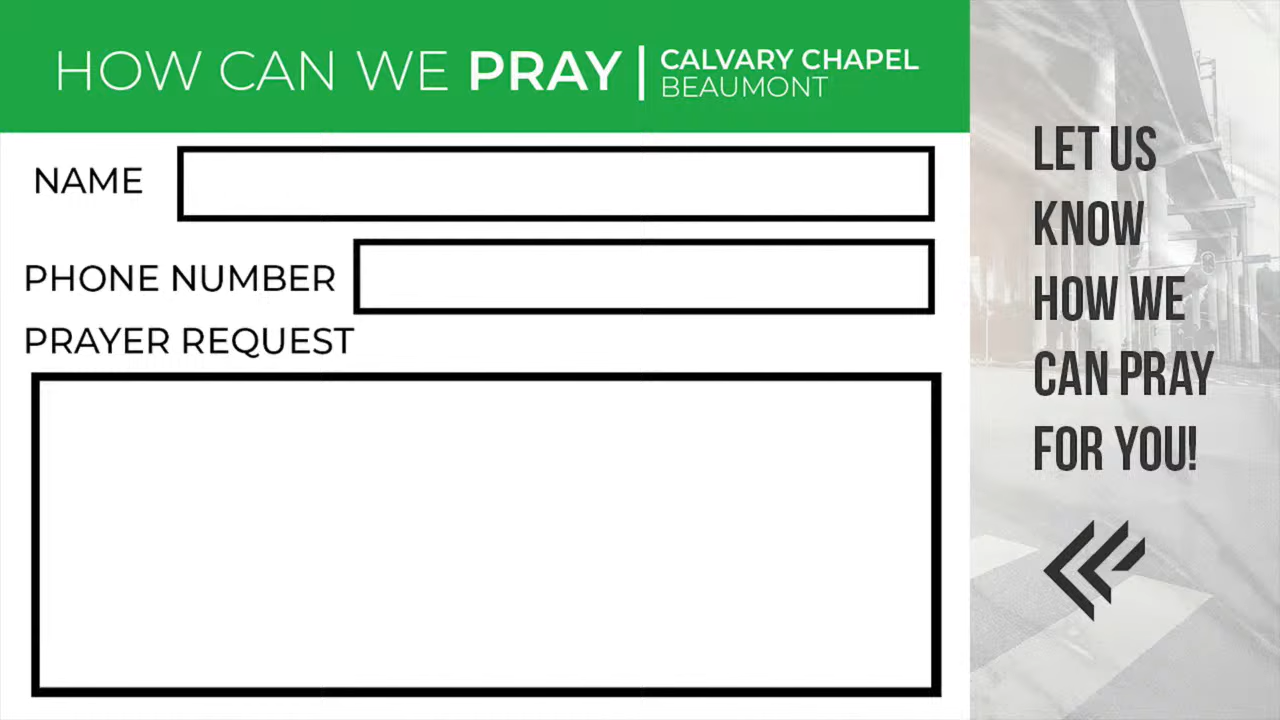 HOW CAN WE PRAY
CALVARY CHAPEL
BEAUMONT
NAME
PHONE NUMBER
PRAYER REQUEST
LET US
KNOW
HOW WE
CAN PRAY
FOR YOU!